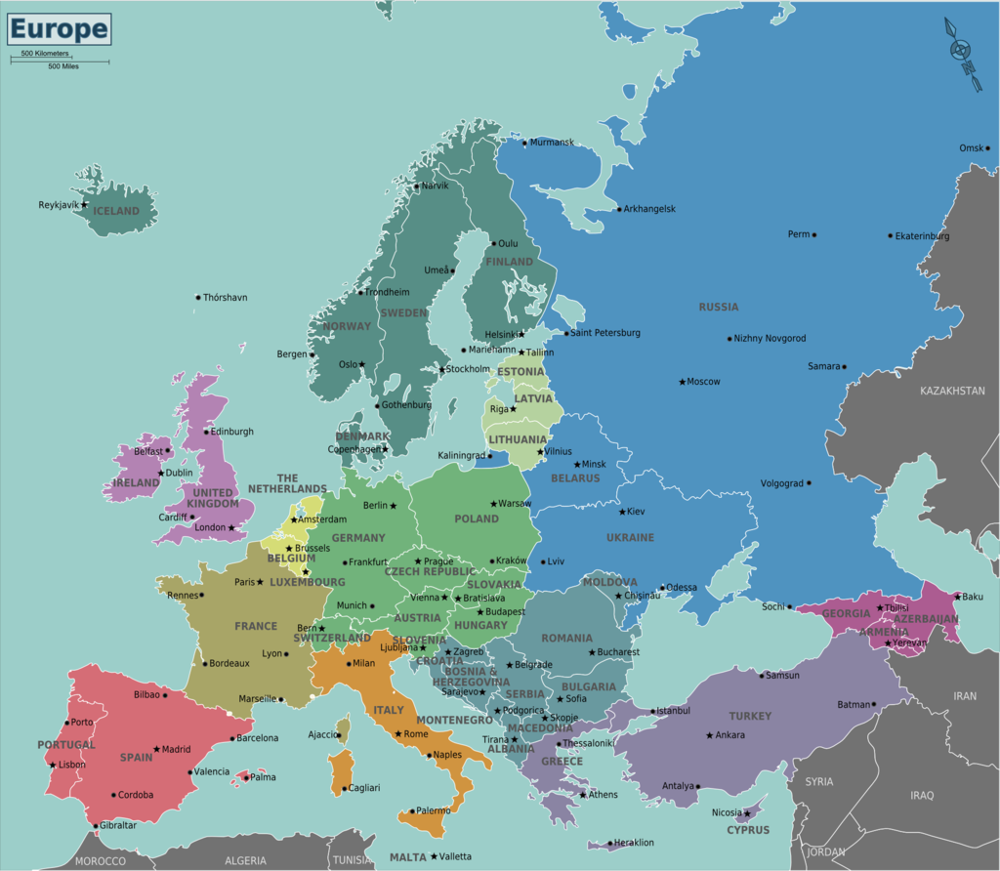 Europe
500 Kilometers
500 Miles
N
Murmansk
Omsk
Narvik
Reykjavík
ICELAND
Arkhangelsk
Perm
Ekaterinburg
Oulu
FINLAND
Umeå
Thórshavn
Trondheim
SWEDEN
RUSSIA
NORWAY
Helsinki
Saint Petersburg
Nizhny Novgorod
Mariehamn
Tallinn
Bergen
Oslo
Stockholm
ESTONIA
Samara
Moscow
KAZAKHSTAN
LATVIA
Gothenburg
Riga
Edinburgh
DENMARK
LITHUANIA
Copenhagen
Belfast
Kaliningrad
Vilnius
Minsk
Dublin
BELARUS
IRELAND
THE
NETHERLANDS
Volgograd
UNITED
KINGDOM
Berlin
Warsaw
Cardiff
Amsterdam
POLAND
Kiev
London
GERMANY
UKRAINE
Brussels
BELGIUM
Frankfurt
Prague
Kraków
Lviv
CZECH REPUBLIC
Paris
LUXEMBOURG
SLOVAKIA
MOLDOVA
Odessa
Rennes
Vienna
Bratislava
Chișinău
Baku
Munich
Budapest
Sochi
GEORGIA
Tbilisi
AUSTRIA
HUNGARY
AZERBAIJAN
FRANCE
Bern
SWITZERLAND
SLOVENIA
ROMANIA
ARMENIA
Yerevan
Ljubljana
Zagreb
Lyon
Bucharest
CROATIA
Bordeaux
Milan
Belgrade
BOSNIA &
HERZEGOVINA
Samsun
Bilbao
Marseille
Sarajevo
SERBIA
BULGARIA
Sofia
IRAN
Batman
ITALY
Podgorica
Istanbul
Porto
MONTENEGRO
Skopje
TURKEY
MACEDONIA
Ajaccio
Rome
Barcelona
Tirana
Thessaloniki
Ankara
PORTUGAL
Madrid
ALBANIA
SPAIN
Naples
GREECE
Lisbon
Valencia
Palma
SYRIA
Cagliari
Antalya
Cordoba
Athens
IRAQ
Palermo
Nicosia
Gibraltar
CYPRUS
Heraklion
JORDAN
MOROCCO
ALGERIA
TUNISIA
MALTA
Valletta